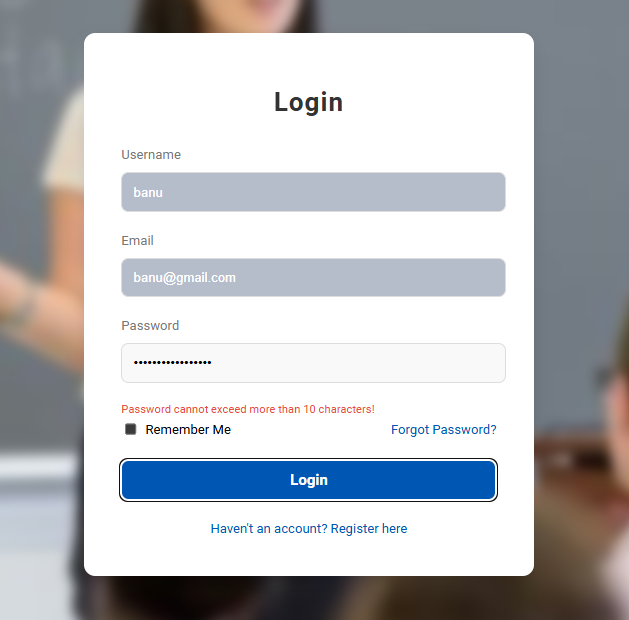 Login
Username
banu
Email
banu@gmail.com
Password
•••••••••••••••••
Password cannot exceed more than 10 characters!
Remember Me
Forgot Password?
Login
Haven't an account? Register here